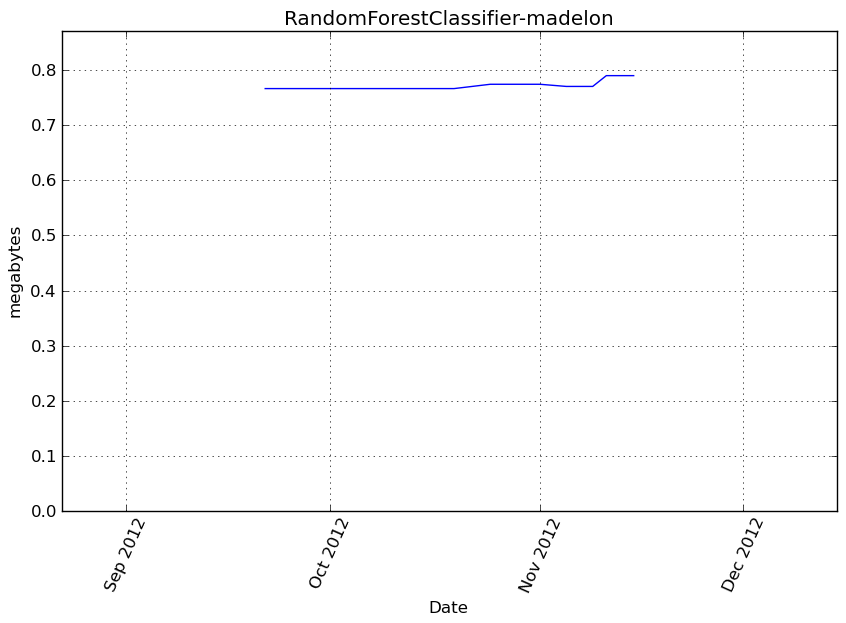 RandomForestClassifier-madelon
0.8
0.7
0.6
0.5
0.4
0.3
0.2
0.1
0.0
megabytes
Sep 2012
Oct 2012
Nov 2012
Dec 2012
Date